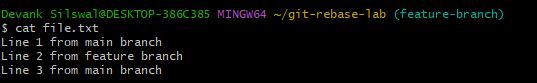 Devank Silswal@DESKTOP-386C385 MINGW64 ~/git-rebase-lab (feature-branch)
$ cat file.txt
Line 1 from main branch
Line 2 from feature branch
Line 3 from main branch